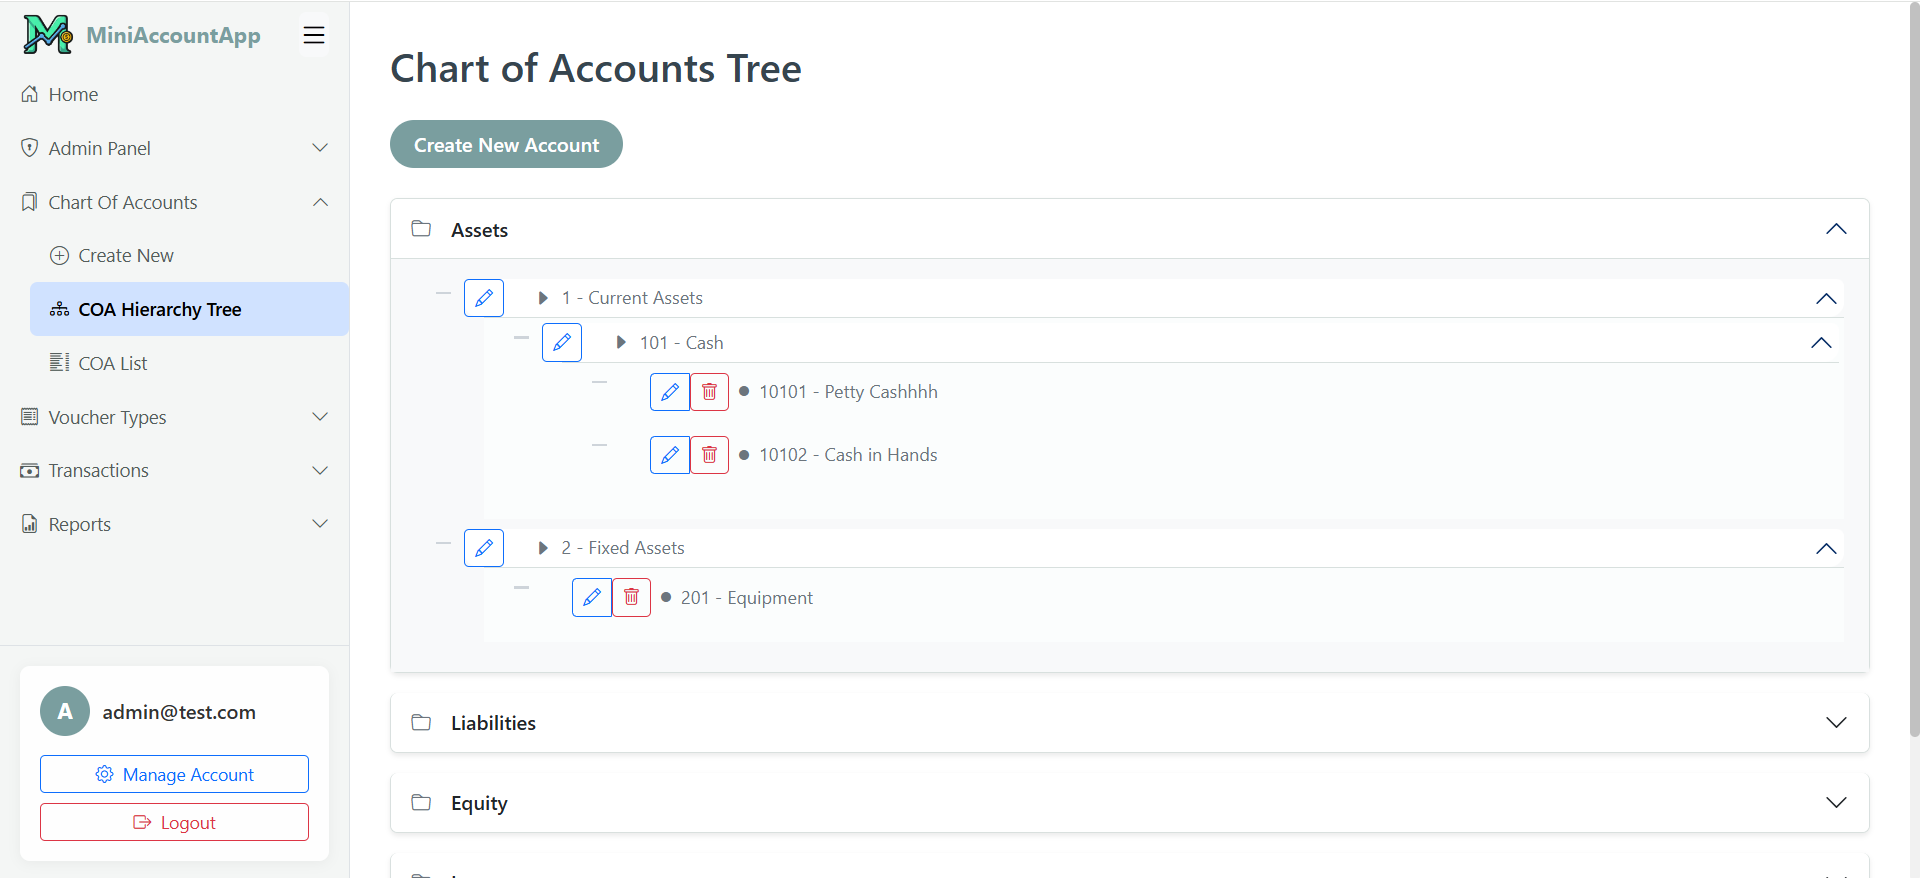 MiniAccountApp
Home
Admin Panel
Chart Of Accounts
Create New
COA Hierarchy Tree
COA List
Voucher Types
Transactions
Reports
A
admin@test.com
Manage Account
Logout
Chart of Accounts Tree
Create New Account
Assets
1 - Current Assets
101 - Cash
10101 - Petty Cashhhh
10102 - Cash in Hands
2 - Fixed Assets
201 - Equipment
Liabilities
Equity